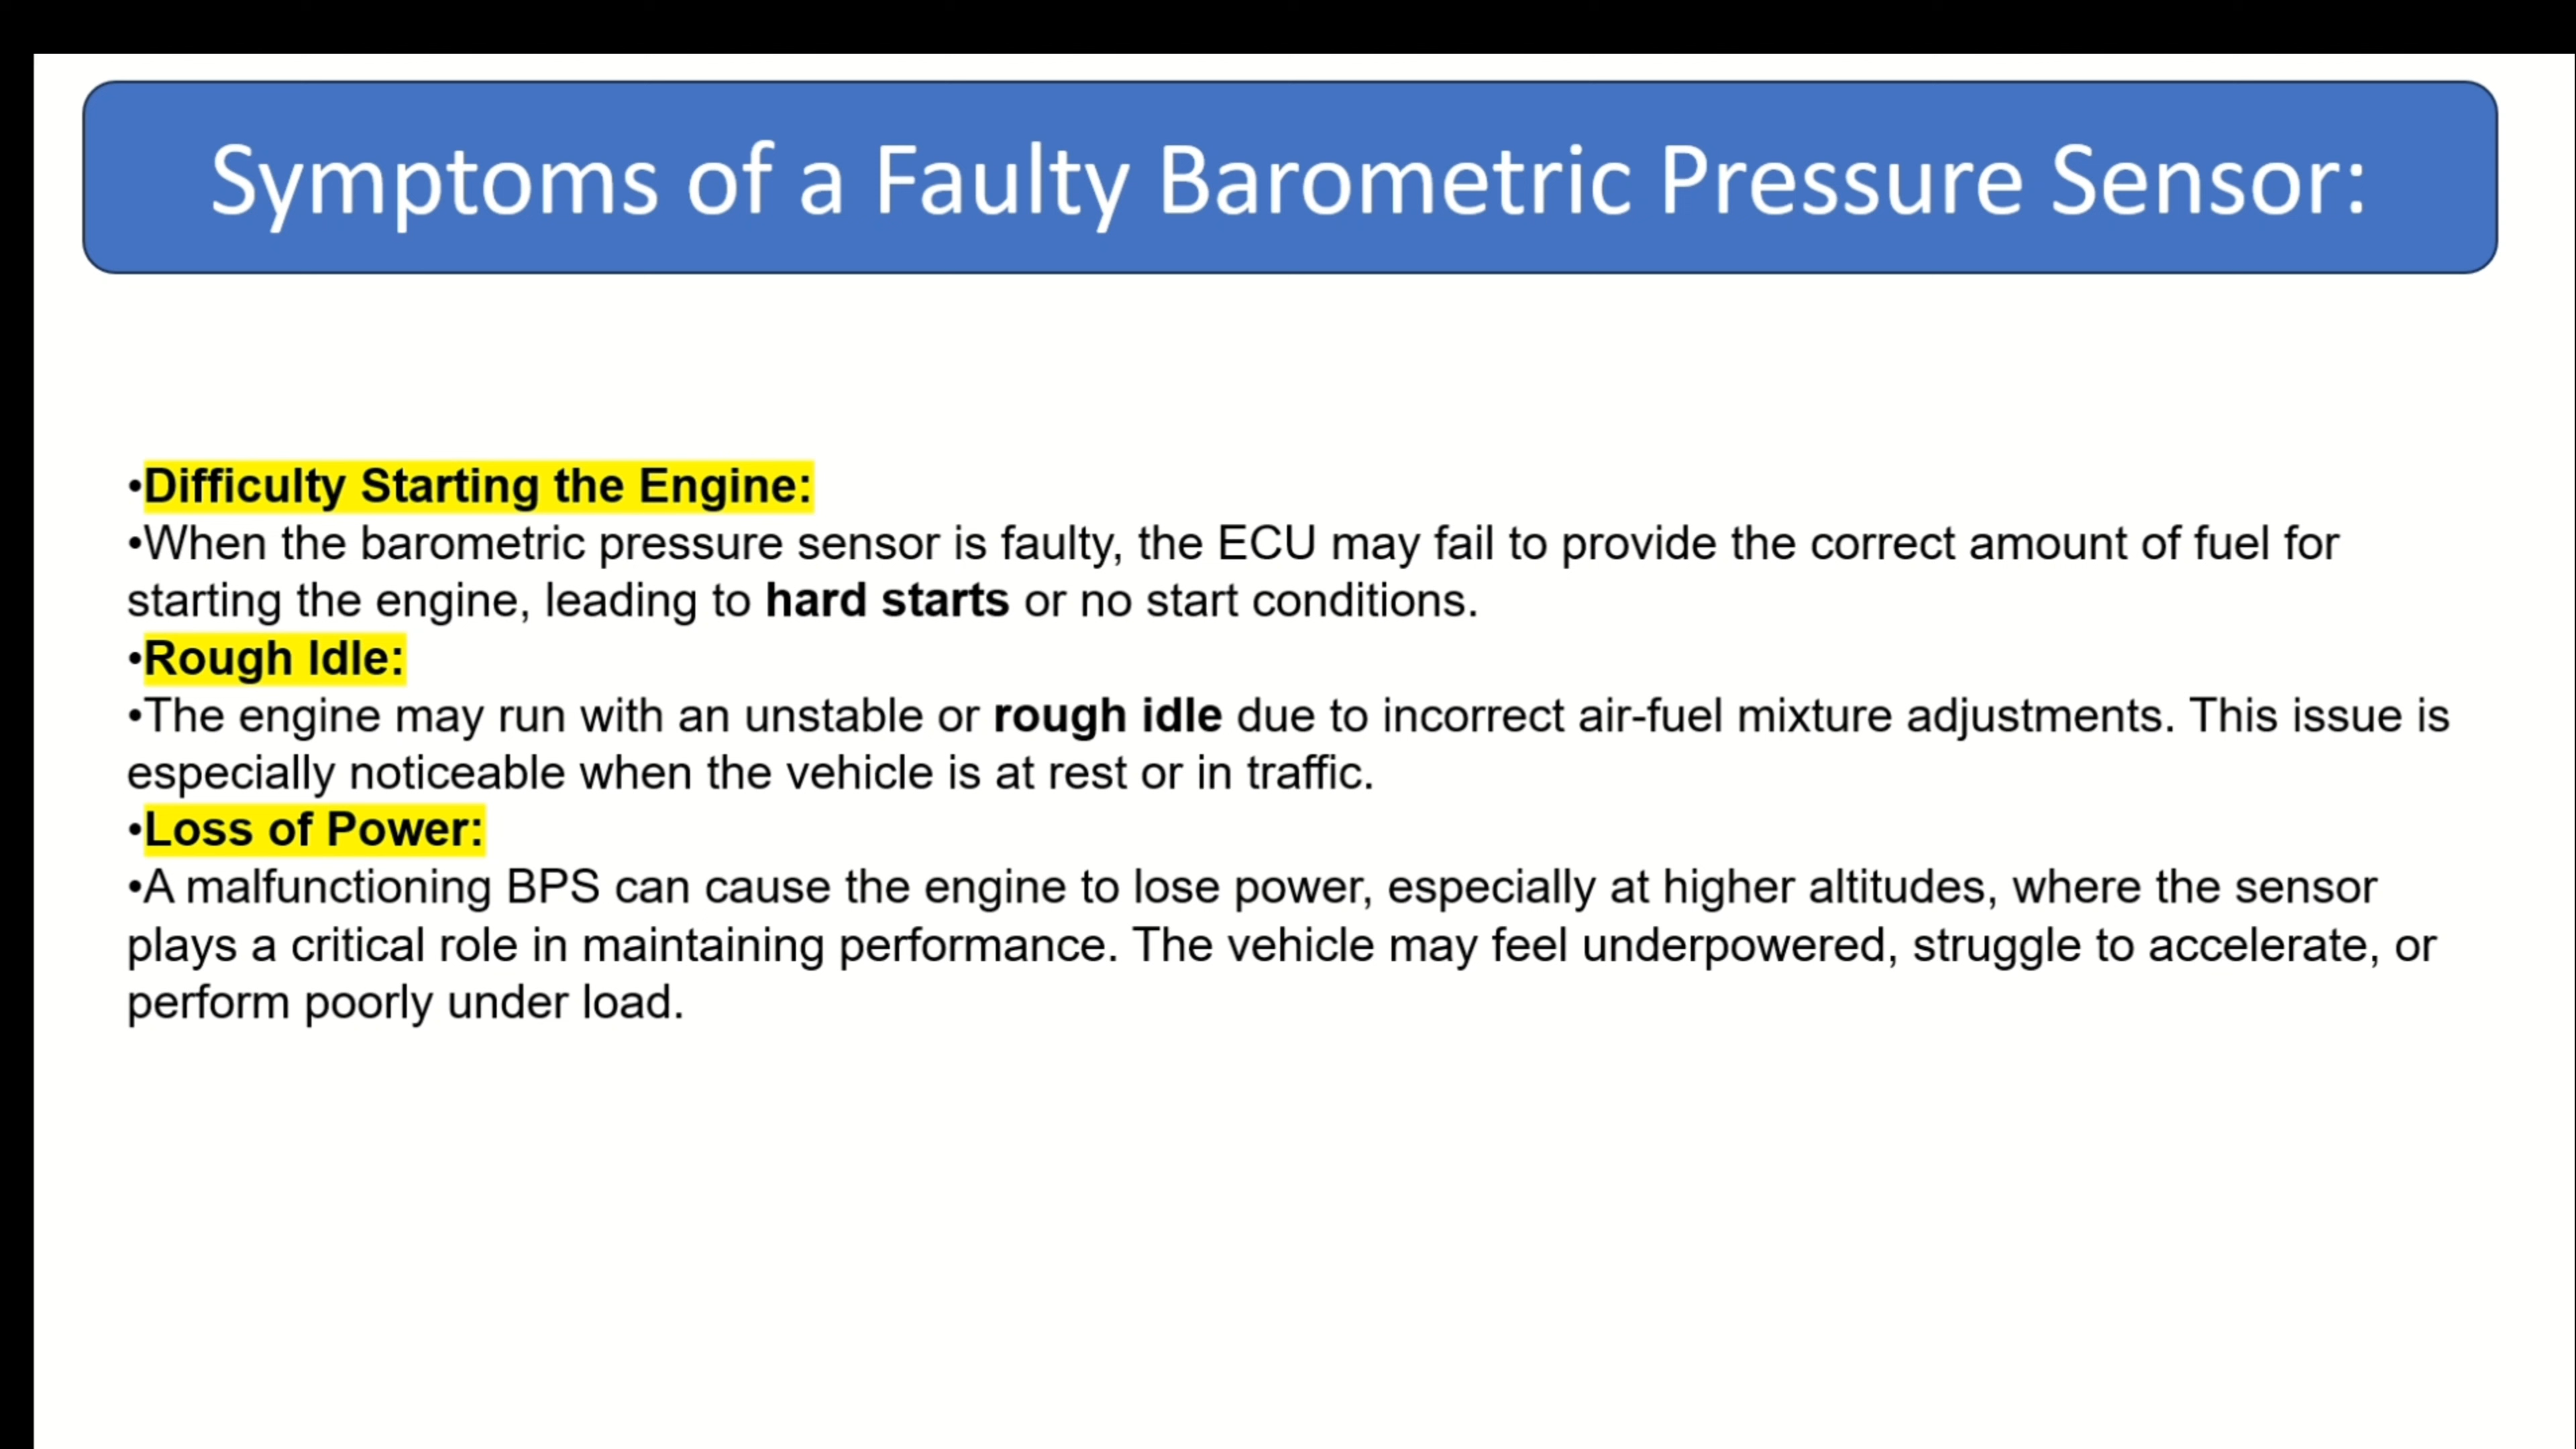 Symptoms of a Faulty Barometric Pressure Sensor:
•Difficulty Starting the Engine:
•When the barometric pressure sensor is faulty, the ECU may fail to provide the correct amount of fuel for
starting the engine, leading to hard starts or no start conditions.
•Rough Idle:
•The engine may run with an unstable or rough idle due to incorrect air-fuel mixture adjustments. This issue is
especially noticeable when the vehicle is at rest or in traffic.
•Loss of Power:
•A malfunctioning BPS can cause the engine to lose power, especially at higher altitudes, where the sensor
plays a critical role in maintaining performance. The vehicle may feel underpowered, struggle to accelerate, or
perform poorly under load.